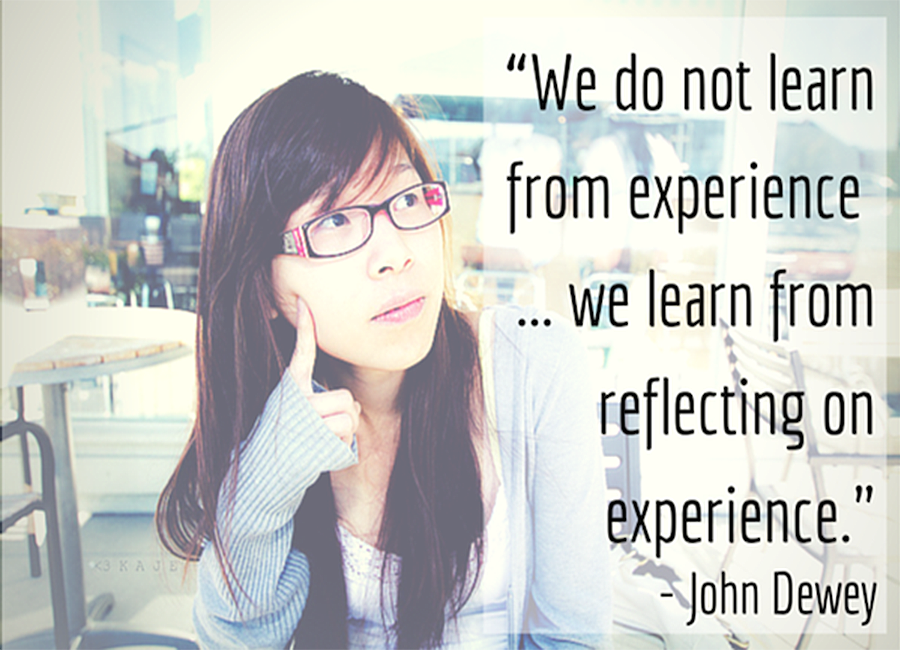 “We do not learn
from experience
... we learn from
reflecting on
experience.”
- John Dewey